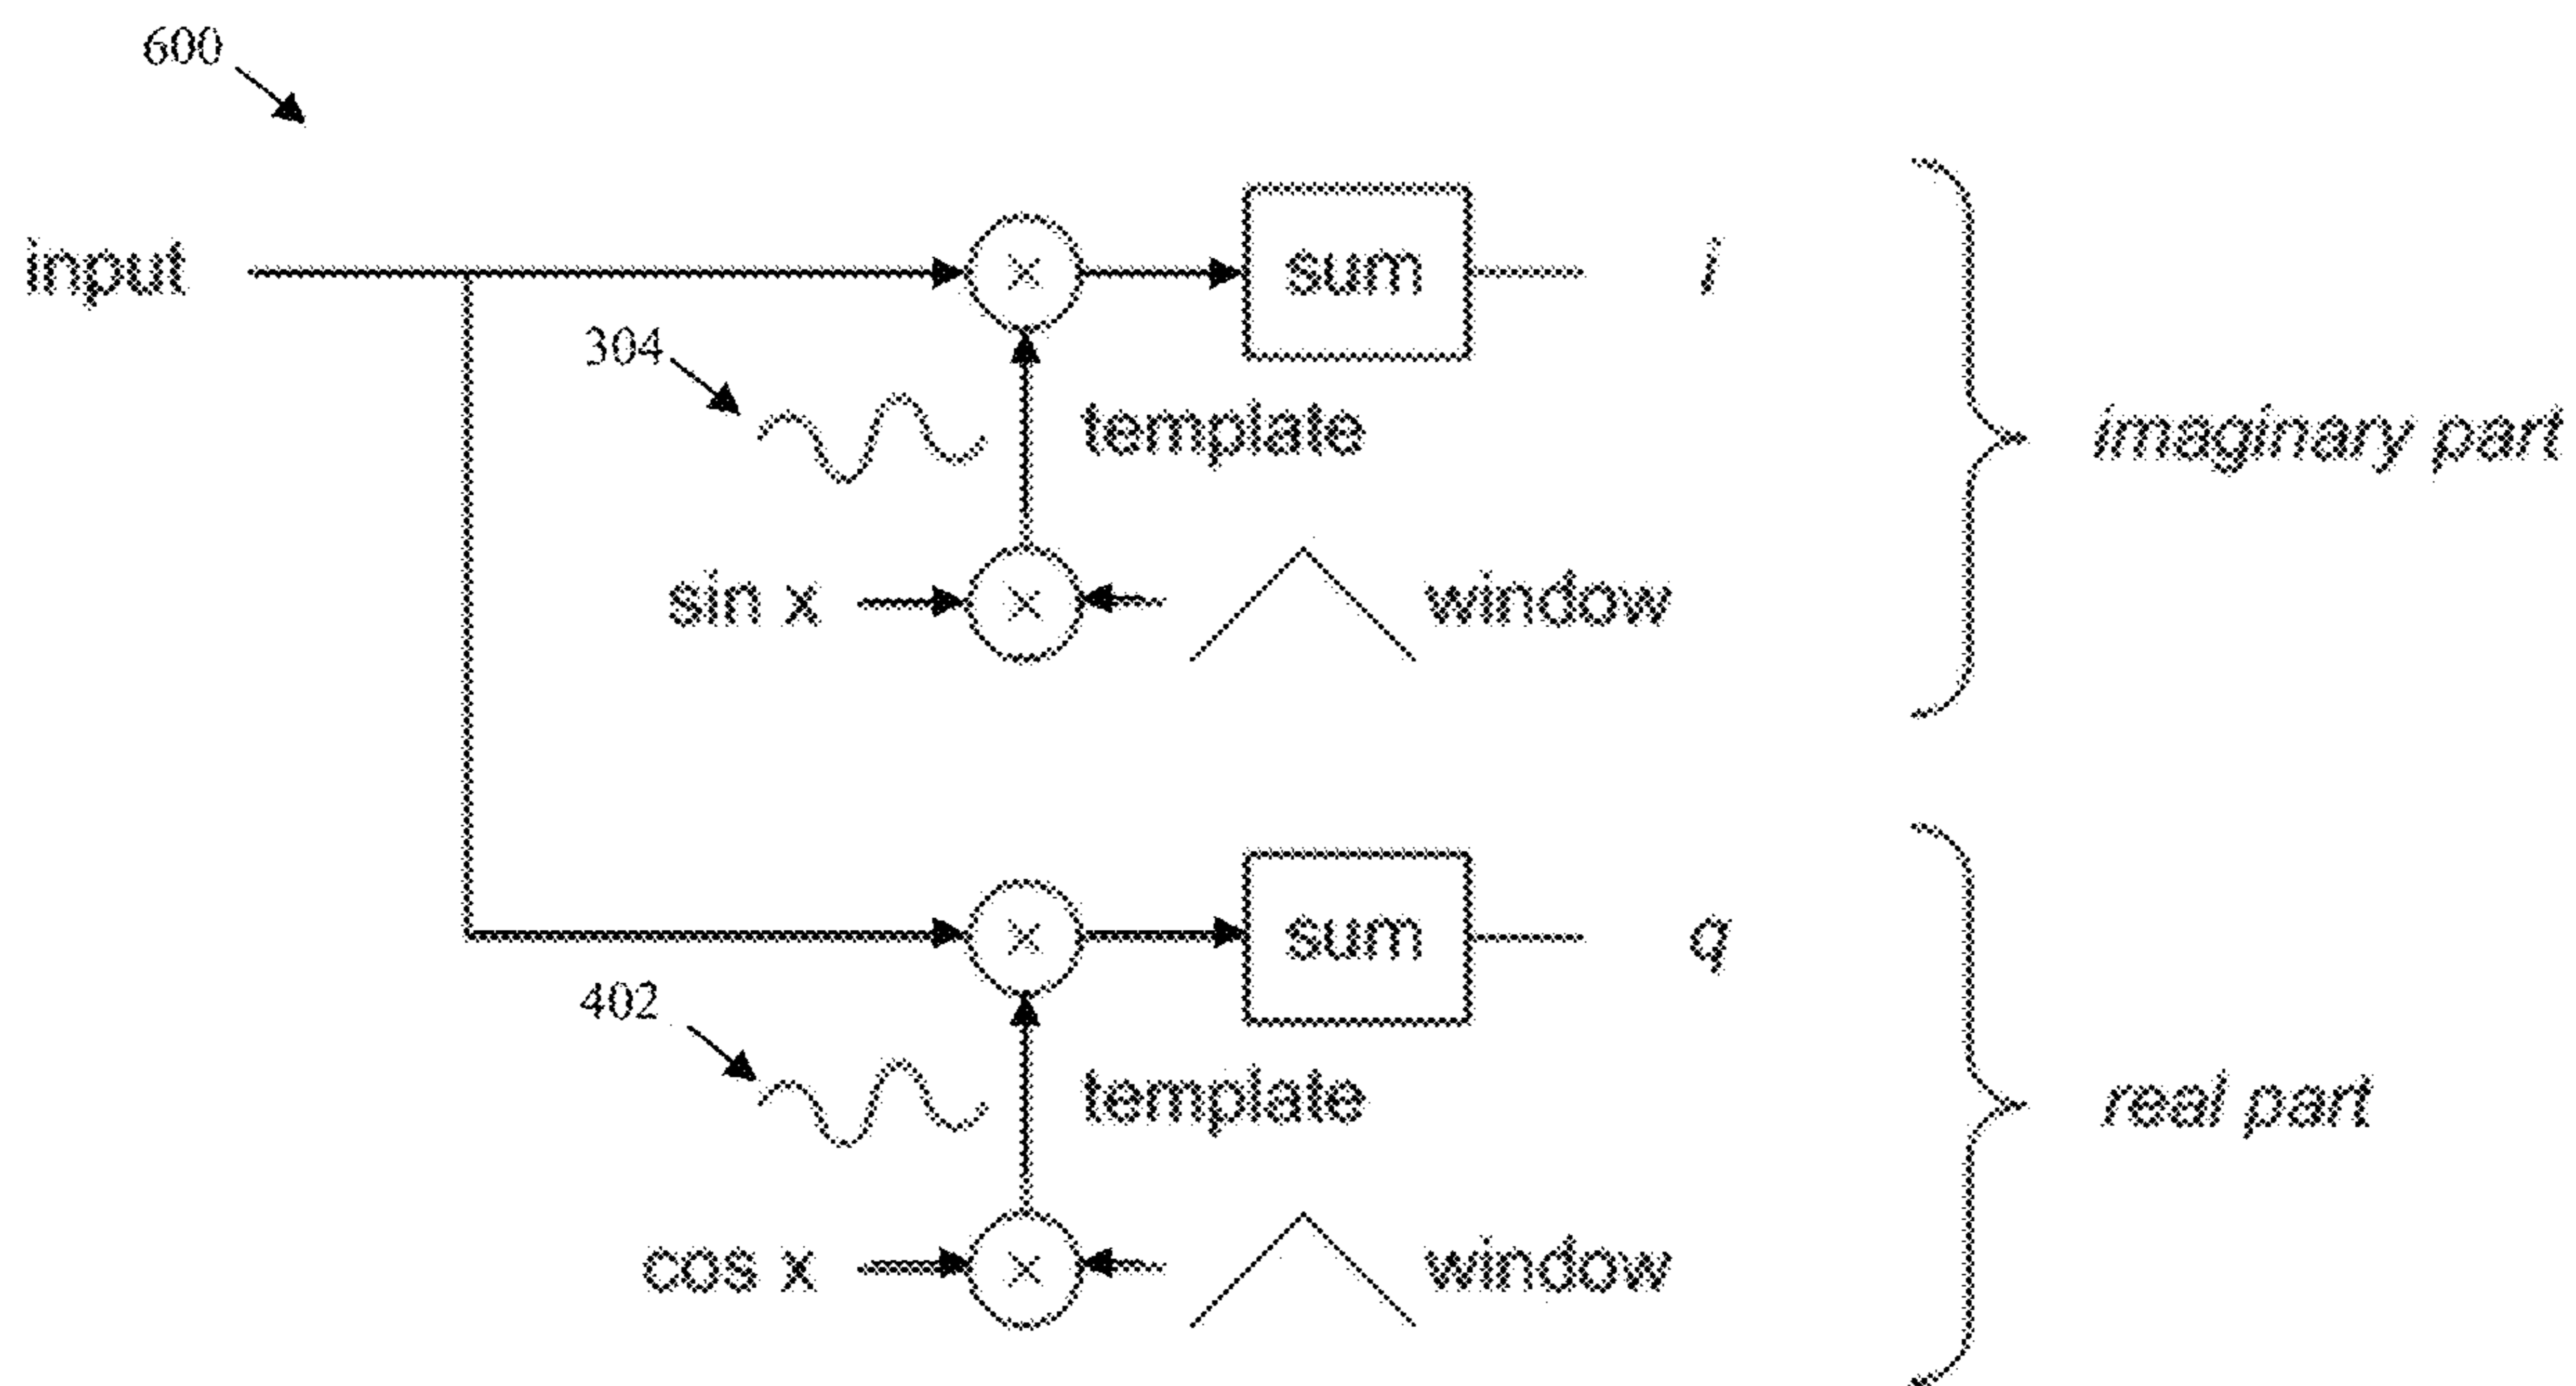 600
input
×
sum
i
304
template
imaginary part
sin x
×
window
×
sum
q
402
template
real part
cos x
×
window